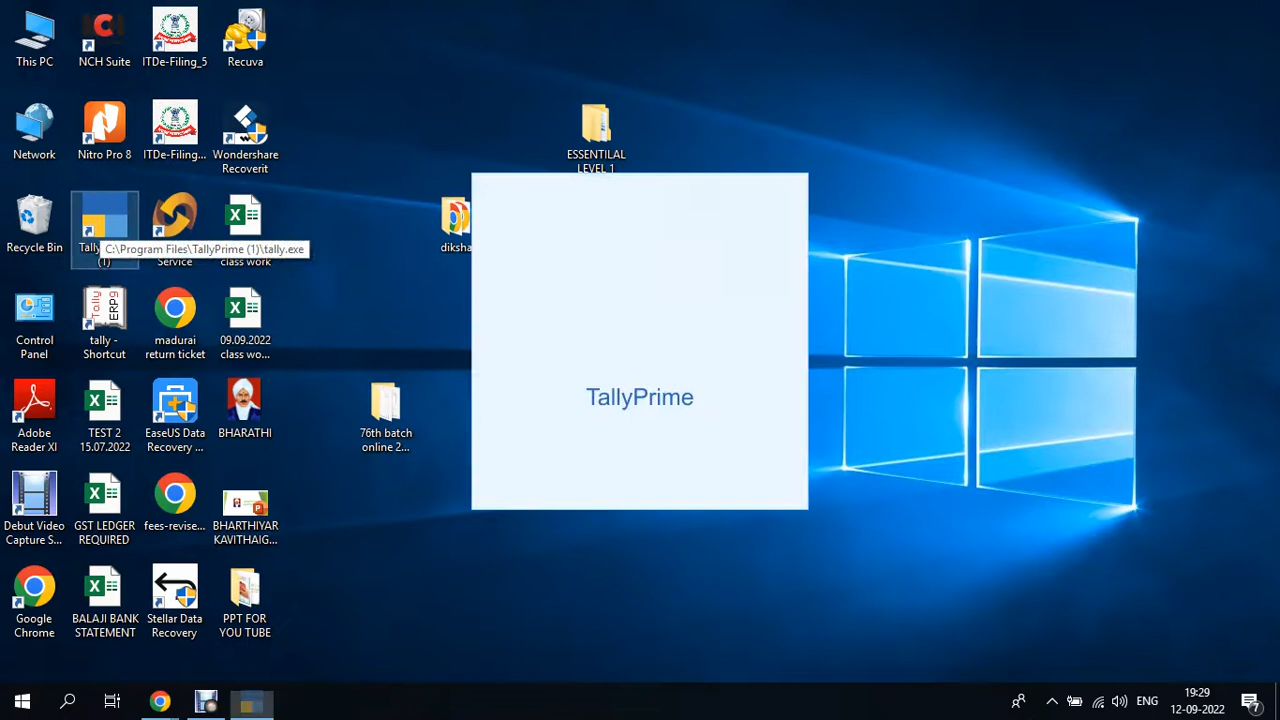 This PC
NCH Suite
ITDe-Filing_5
Recuva
Network
Nitro Pro 8
ITDe-Filing...
Wondershare
Recoverit
ESSENTILAL
LEVEL 1
Recycle Bin
Tally
(1)
C:\Program Files\TallyPrime (1)\tally.exe
Service
class work
diksha
Control
Panel
Tally
ERP9
tally -
Shortcut
madurai
return ticket
09.09.2022
class wo...
TallyPrime
Adobe
Reader XI
TEST 2
15.07.2022
EaseUS Data
Recovery ...
BHARATHI
76th batch
online 2...
Debut Video
Capture S...
GST LEDGER
REQUIRED
fees-revise...
BHARTHIYAR
KAVITHAIG...
Google
Chrome
BALAJI BANK
STATEMENT
Stellar Data
Recovery
PPT FOR
YOU TUBE
ENG
19:29
12-09-2022
7